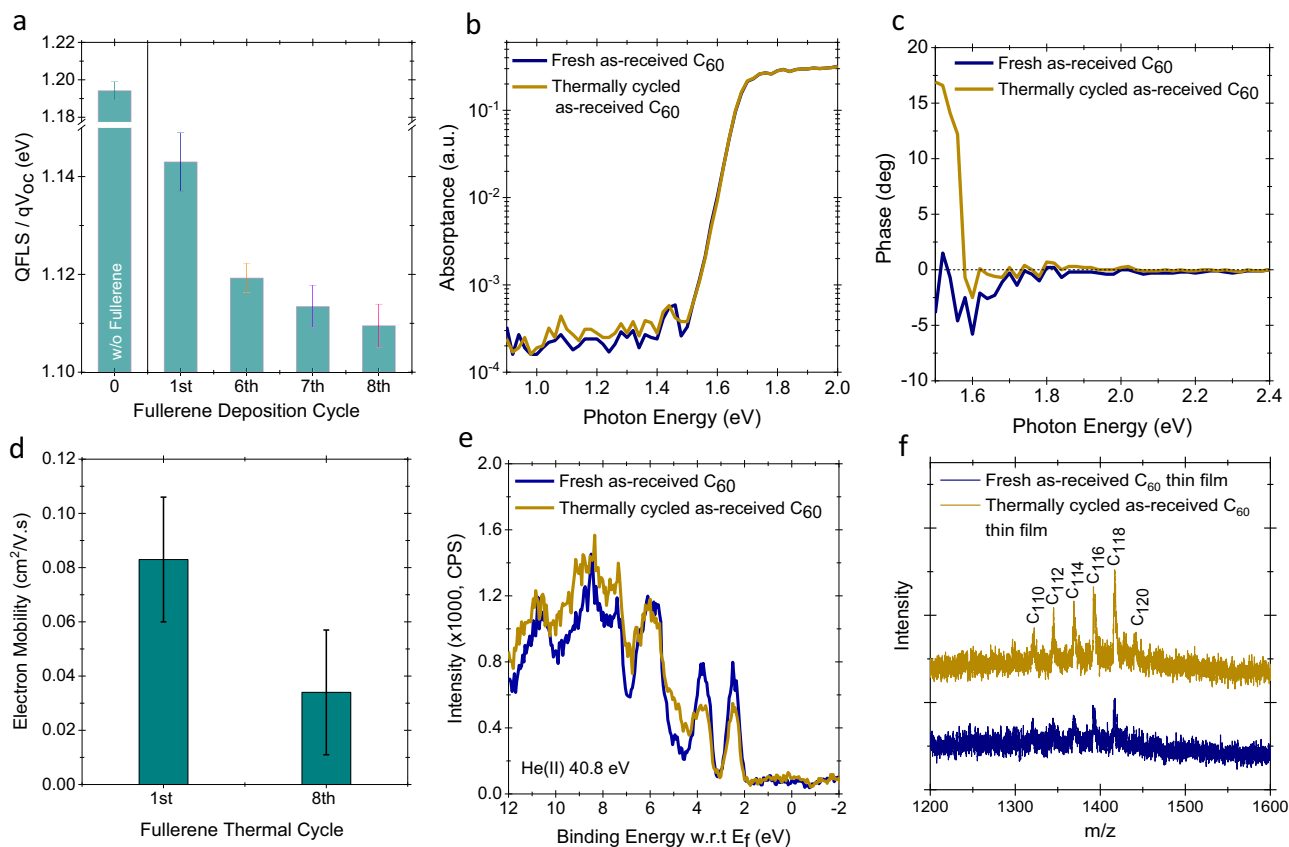 a
1.22
1.20
1.18
1.14
1.12
1.10
QFLS / qVoc (eV)
w/o Fullerene
0
1st
6th
7th
8th
Fullerene Deposition Cycle
b
Fresh as-received C60
Thermally cycled
as-received C60
10-1
10-2
10-3
10-4
Absorptance (a.u.)
1.0
1.2
1.4
1.6
1.8
2.0
Photon Energy (eV)
c
Fresh as-received C60
Thermally cycled
as-received C60
20
15
10
5
0
-5
-10
Phase (deg)
1.6
1.8
2.0
2.2
2.4
Photon Energy (eV)
d
0.12
0.10
0.08
0.06
0.04
0.02
0.00
Electron Mobility (cm2/V.s)
1st
8th
Fullerene Thermal Cycle
e
Fresh as-received C60
Thermally cycled as-received C60
2.0
1.6
1.2
0.8
0.4
0.0
Intensity (x1000, CPS)
He(II) 40.8 eV
12
10
8
6
4
2
0
-2
Binding Energy w.r.t Ef (eV)
f
Fresh as-received C60 thin film
Thermally cycled as-received C60
thin film
C110
C112
C114
C116
C118
C120
Intensity
1200
1300
1400
1500
1600
m/z